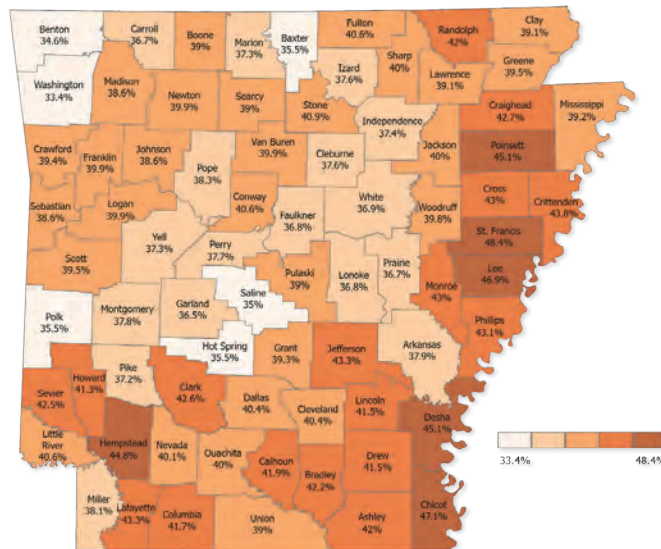 Benton
34.6%
Carroll
36.7%
Boone
39%
Marion
37.3%
Baxter
35.5%
Fulton
40.6%
Randolph
42%
Clay
39.1%
Washington
33.4%
Madison
38.6%
Newton
39.9%
Searcy
39%
Stone
40.9%
Izard
37.6%
Sharp
40%
Lawrence
39.1%
Greene
39.5%
Independence
37.4%
Craighead
42.7%
Mississippi
39.2%
Crawford
39.4%
Franklin
39.9%
Johnson
38.6%
Pope
38.3%
Van Buren
39.9%
Cleburne
37.6%
Jackson
40%
Poinsett
45.1%
Sebastian
38.6%
Logan
39.9%
Conway
40.6%
Faulkner
36.8%
White
36.9%
Woodruff
39.8%
Cross
43%
Crittenden
43.8%
Scott
39.5%
Yell
37.3%
Perry
37.7%
Pulaski
39%
Lonoke
36.8%
Prairie
36.7%
St. Francis
48.4%
Lee
46.9%
Monroe
43%
Phillips
43.1%
Polk
35.5%
Montgomery
37.8%
Garland
36.5%
Saline
35%
Hot Spring
35.5%
Grant
39.3%
Jefferson
43.3%
Arkansas
37.9%
Sevier
42.5%
Howard
41.3%
Pike
37.2%
Clark
42.6%
Dallas
40.4%
Cleveland
40.4%
Lincoln
41.5%
Desha
45.1%
Little
River
40.6%
Hempstead
44.8%
Nevada
40.1%
Ouachita
40%
Calhoun
41.9%
Bradley
42.2%
Drew
41.5%
Chicot
47.1%
Miller
38.1%
Lafayette
43.3%
Columbia
41.7%
Union
39%
Ashley
42%
33.4%
48.4%